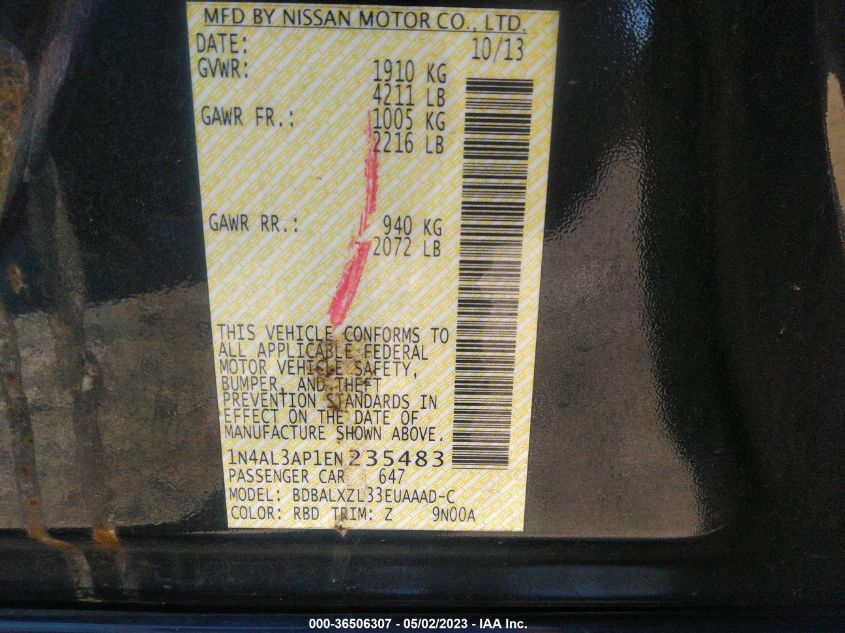 MFD BY NISSAN MOTOR CO., LTD.
DATE: 10/13
GVWR: 1910 KG
4211 LB
GAWR FR.: 1005 KG
2216 LB
GAWR RR.: 940 KG
2072 LB
THIS VEHICLE CONFORMS TO
ALL APPLICABLE FEDERAL
MOTOR VEHICLE SAFETY,
BUMPER, AND THEFT
PREVENTION STANDARDS IN
EFFECT ON THE DATE OF
MANUFACTURE SHOWN ABOVE.
1N4AL3AP1EN235483
PASSENGER CAR 647
MODEL: BDBALXZL33EUAAAD-C
COLOR: RBD TRIM: Z 9N00A
000-36506307 - 05/02/2023 - IAA Inc.